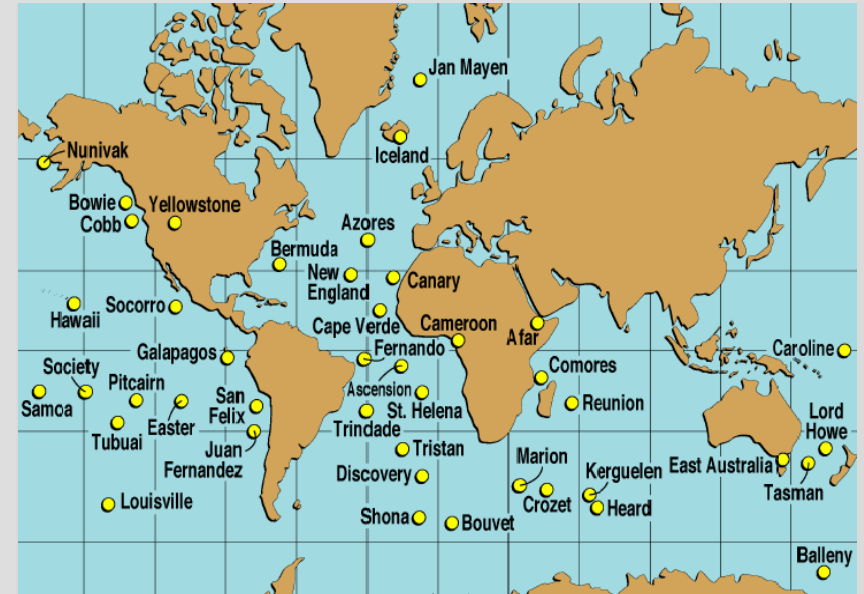 Jan Mayen
Iceland
Nunivak
Bowie
Yellowstone
Cobb
Azores
Bermuda
New
England
Canary
Hawaii
Socorro
Cape Verde
Cameroon
Afar
Galapagos
Fernando
Caroline
Society
Pitcairn
Ascension
Comores
Samoa
San
Felix
St. Helena
Reunion
Easter
Trindade
Lord
Howe
Tubuai
Juan
Fernandez
Tristan
Marion
Discovery
Kerguelen
East Australia
Tasman
Louisville
Crozet
Heard
Shona
Bouvet
Balleny